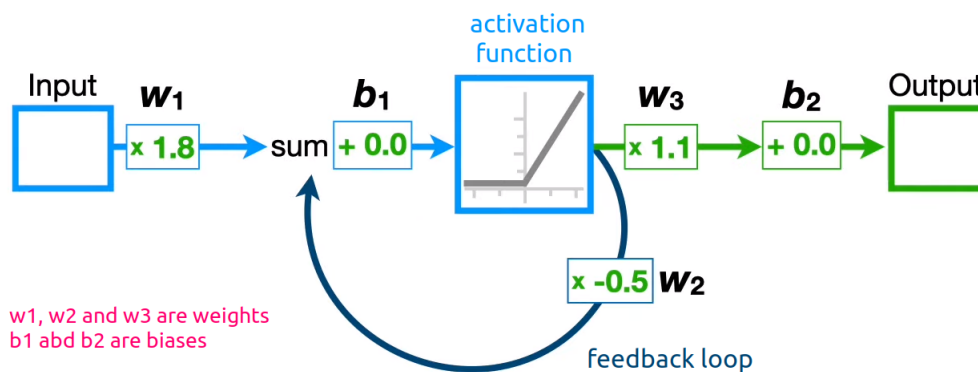 activation
function
Input
w1
b1
w3
b2
Output
x 1.8
sum
+ 0.0
x 1.1
+ 0.0
x -0.5
w2
w1, w2 and w3 are weights
b1 abd b2 are biases
feedback loop